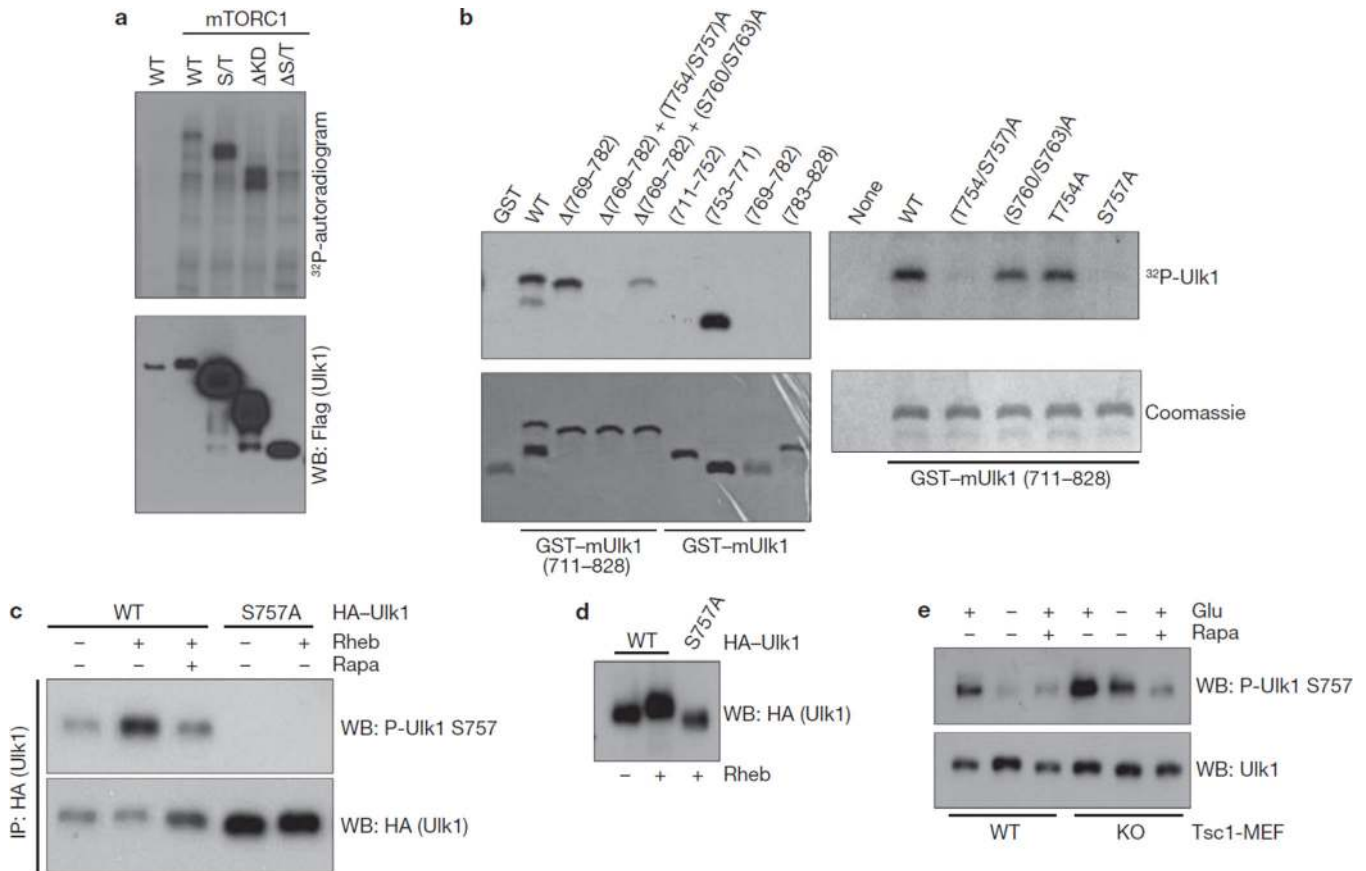 a
mTORC1
WT
WT
S/T
ΔKD
ΔS/T
³²P-autoradiogram
WB: Flag (Ulk1)
b
GST
WT
Δ(769–782)
Δ(769–782) + (T754/S757)A
Δ(769–782) + (S760/S763)A
(711–752)
(753–771)
(769–782)
(783–828)
GST–mUlk1
(711–828)
GST–mUlk1
None
WT
(T754/S757)A
(S760/S763)A
T754A
S757A
³²P-Ulk1
Coomassie
GST–mUlk1 (711–828)
c
WT S757A HA–Ulk1
– + + – + Rheb
– – + – – Rapa
IP: HA (Ulk1)
WB: P-Ulk1 S757
WB: HA (Ulk1)
d
WT S757A HA–Ulk1
WB: HA (Ulk1)
– + + Rheb
e
+ – + + – + Glu
– – + – – + Rapa
WB: P-Ulk1 S757
WB: Ulk1
WT KO Tsc1-MEF